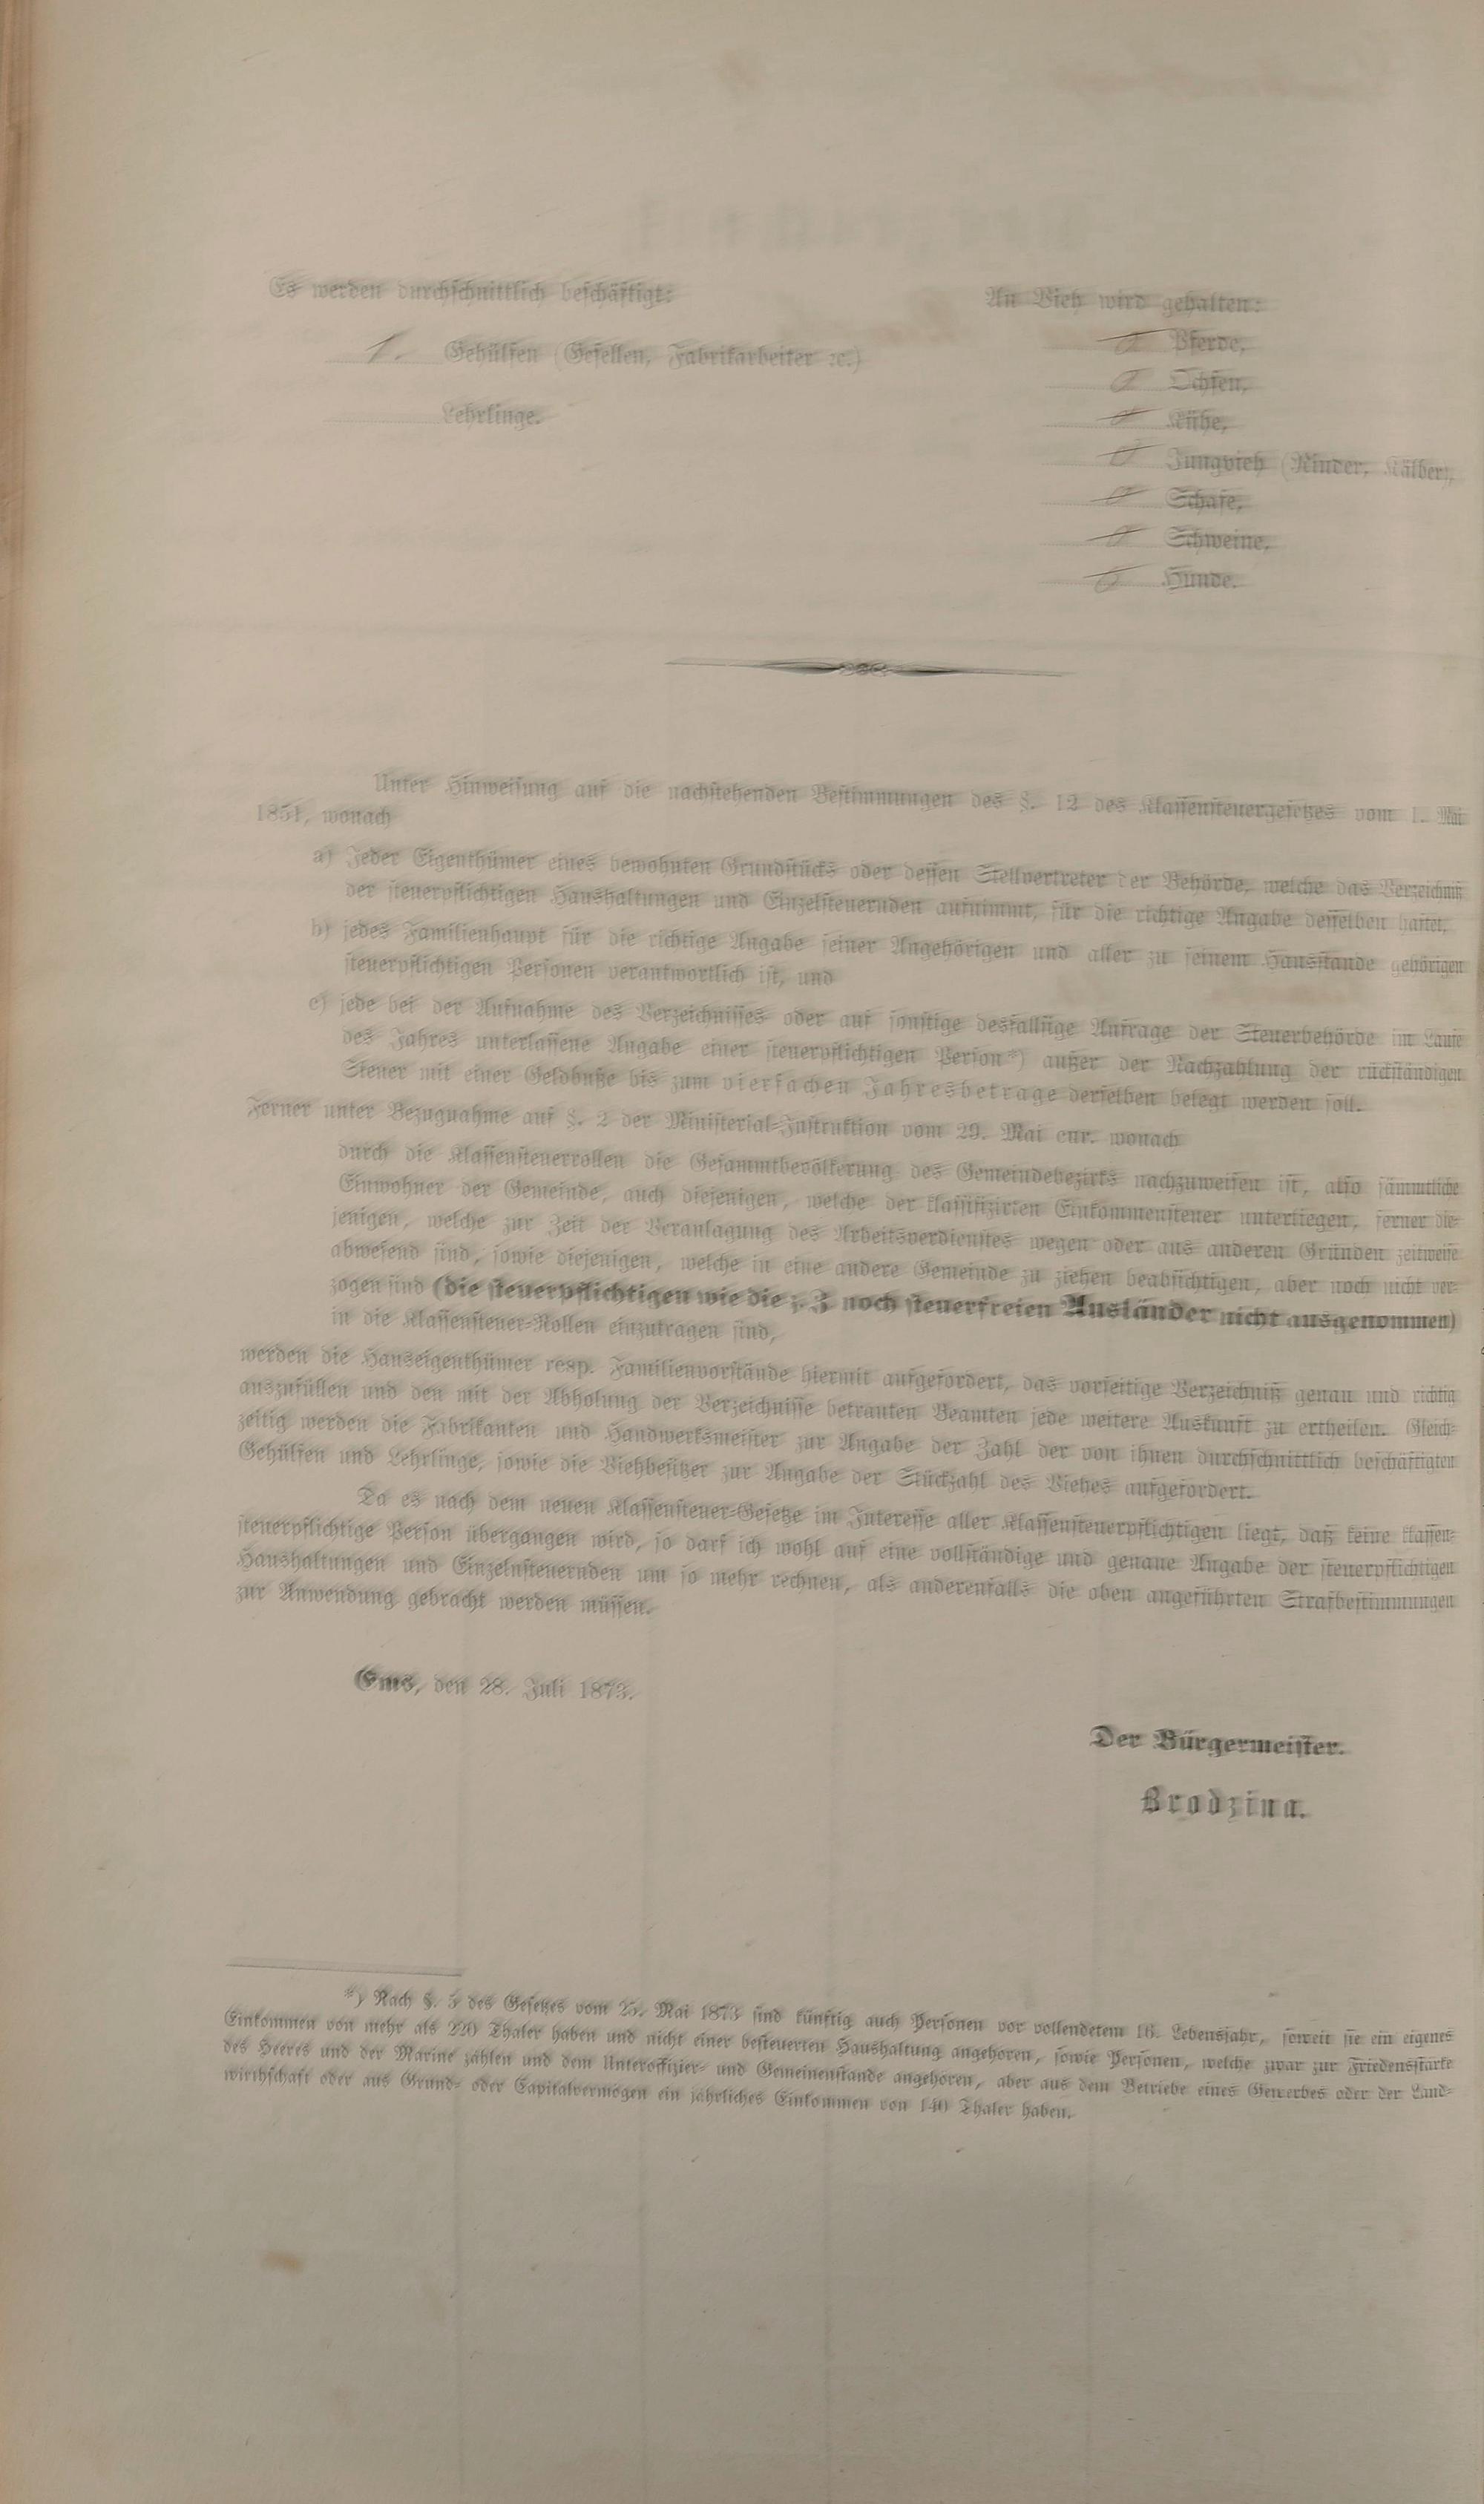 Es werden durchschnittlich beschäftigt:
1. Gehülfen (Gesellen, Fabrikarbeiter ꝛc.)
Lehrlinge.
An Vieh wird gehalten:
0 Pferde,
0 Ochsen,
0 Kühe,
0 Jungvieh (Rinder, Kälber),
0 Schafe,
0 Schweine,
0 Hunde.
Unter Hinweisung auf die nachstehenden Bestimmungen des §. 12 des Klassensteuergesetzes vom 1. Mai
1851, wonach
a) Jeder Eigenthümer eines bewohnten Grundstücks oder dessen Stellvertreter der Behörde, welche das Verzeichniß
der steuerpflichtigen Haushaltungen und Einzelsteuernden aufnimmt, für die richtige Angabe desselben haftet,
b) jedes Familienhaupt für die richtige Angabe seiner Angehörigen und aller zu seinem Hausstande gehörigen
steuerpflichtigen Personen verantwortlich ist, und
c) jede bei der Aufnahme des Verzeichnisses oder auf sonstige desfallsige Anfrage der Steuerbehörde im Laufe
des Jahres unterlassene Angabe einer steuerpflichtigen Person*) außer der Nachzahlung der rückständigen
Steuer mit einer Geldbuße bis zum vierfachen Jahresbetrage derselben belegt werden soll.
Ferner unter Bezugnahme auf §. 2 der Ministerial-Instruktion vom 29. Mai cur. wonach
durch die Klassensteuerrollen die Gesammtbevölkerung des Gemeindebezirks nachzuweisen ist, also sämmtliche
Einwohner der Gemeinde, auch diejenigen, welche der klassifizirten Einkommensteuer unterliegen, ferner die-
jenigen, welche zur Zeit der Veranlagung des Arbeitsverdienstes wegen oder aus anderen Gründen zeitweise
abwesend sind, sowie diejenigen, welche in eine andere Gemeinde zu ziehen beabsichtigen, aber noch nicht ver-
zogen sind (die steuerpflichtigen wie die z. Z. noch steuerfreien Ausländer nicht ausgenommen)
in die Klassensteuer-Rollen einzutragen sind,
werden die Hauseigenthümer resp. Familienvorstände hiermit aufgefordert, das vorseitige Verzeichniß genau und richtig
auszufüllen und den mit der Abholung der Verzeichnisse betrauten Beamten jede weitere Auskunft zu ertheilen. Gleich-
zeitig werden die Fabrikanten und Handwerksmeister zur Angabe der Zahl der von ihnen durchschnittlich beschäftigten
Gehülfen und Lehrlinge, sowie die Viehbesitzer zur Angabe der Stückzahl des Viehes aufgefordert.
Da es nach dem neuen Klassensteuer-Gesetze im Interesse aller Klassensteuerpflichtigen liegt, daß keine klassen-
steuerpflichtige Person übergangen wird, so darf ich wohl auf eine vollständige und genaue Angabe der steuerpflichtigen
Haushaltungen und Einzelnsteuernden um so mehr rechnen, als anderenfalls die oben angeführten Strafbestimmungen
zur Anwendung gebracht werden müssen.
Ems, den 28. Juli 1873.
Der Bürgermeister.
Brodzina.
*) Nach §. 5 des Gesetzes vom 25. Mai 1873 sind künftig auch Personen vor vollendetem 16. Lebensjahr, soweit sie ein eigenes
Einkommen von mehr als 220 Thaler haben und nicht einer besteuerten Haushaltung angehören, sowie Personen, welche zwar zur Friedensstärke
des Heeres und der Marine zählen und dem Unteroffizier- und Gemeinenstande angehören, aber aus dem Betriebe eines Gewerbes oder der Land-
wirthschaft oder aus Grund- oder Capitalvermögen ein jährliches Einkommen von 140 Thaler haben.